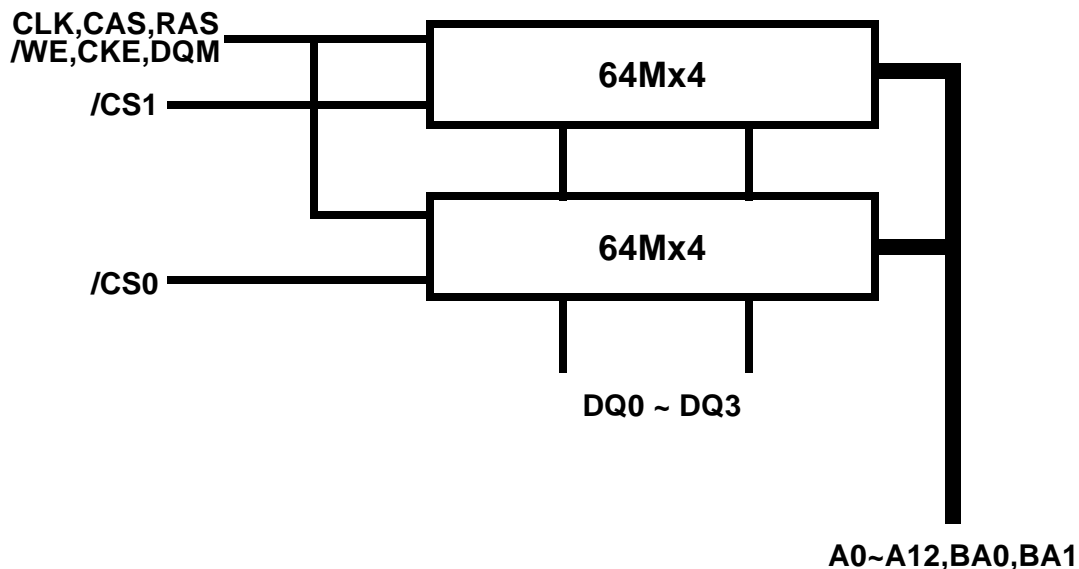 CLK,CAS,RAS
/WE,CKE,DQM
64Mx4
/CS1
64Mx4
/CS0
DQ0 ~ DQ3
A0~A12,BA0,BA1